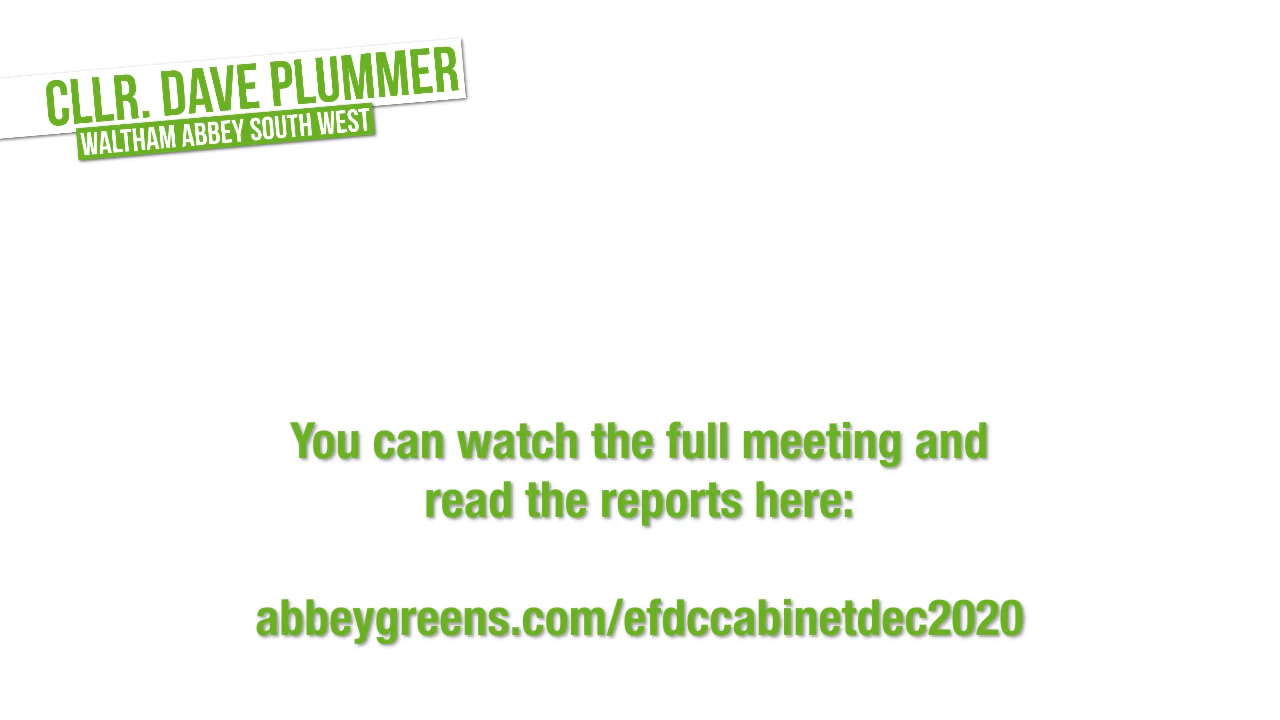 CLLR. DAVE PLUMMER
WALTHAM ABBEY SOUTH WEST
You can watch the full meeting and
read the reports here:
abbeygreens.com/efdccabinetdec2020